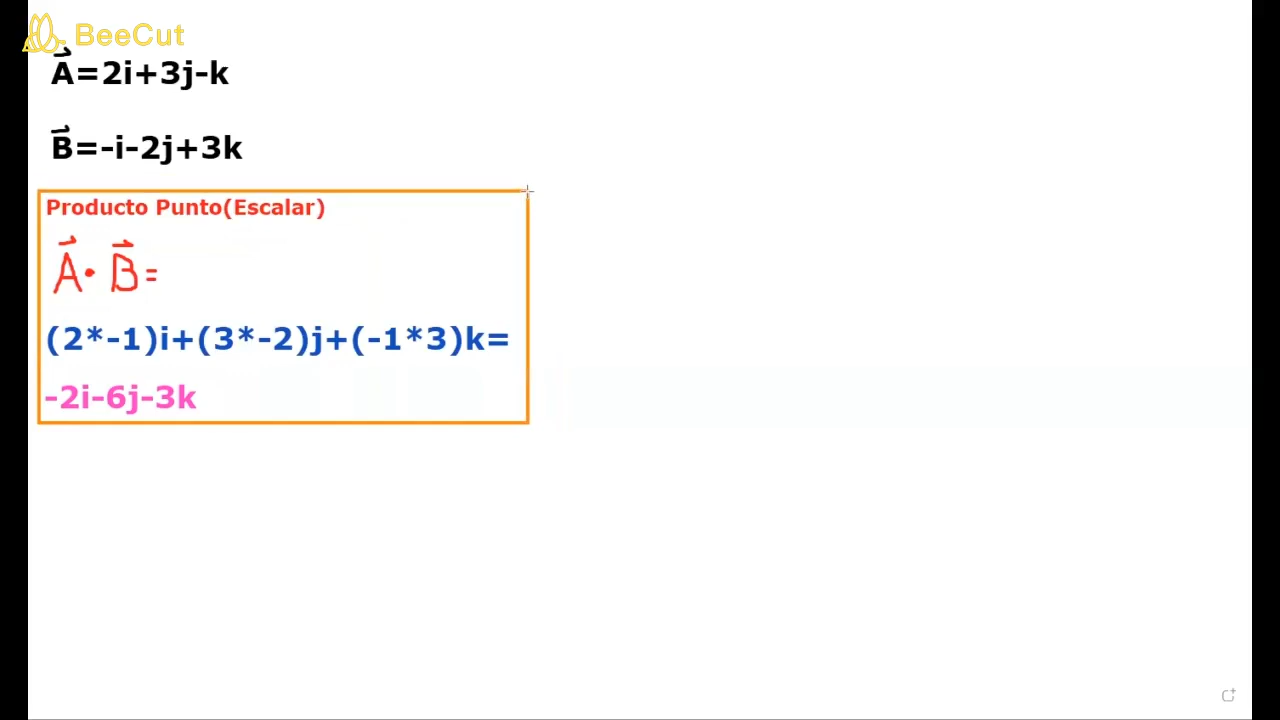 BeeCut
A=2i+3j-k
B=-i-2j+3k
Producto Punto(Escalar)
A • B =
(2*-1)i+(3*-2)j+(-1*3)k=
-2i-6j-3k